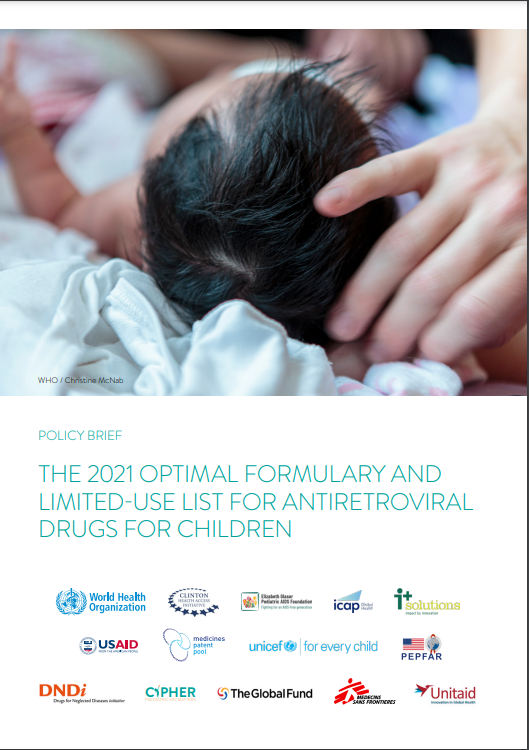 WHO / Christine McNab
POLICY BRIEF
THE 2021 OPTIMAL FORMULARY AND
LIMITED-USE LIST FOR ANTIRETROVIRAL
DRUGS FOR CHILDREN
World Health
Organization
CLINTON
HEALTH ACCESS
INITIATIVE
Elizabeth Glaser
Pediatric AIDS Foundation
Fighting for an AIDS-free generation
icap Global
Health
i+solutions
impact by innovation
USAID
FROM THE AMERICAN PEOPLE
medicines
patent
pool
unicef | for every child
PEPFAR
DNDi
Drugs for Neglected Diseases initiative
CIPHER
The Global Fund
MEDECINS
SANS FRONTIERES
Unitaid
Innovation in Global Health